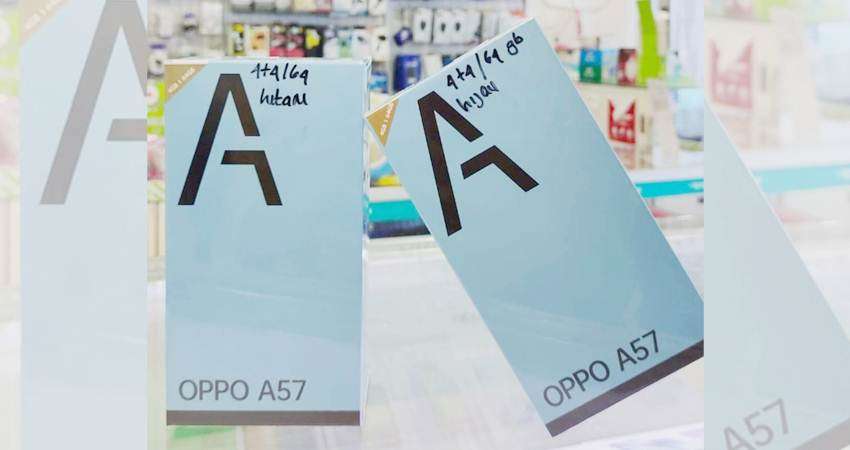 4+4/64
hitam
A
OPPO A57
4+4/64 gb
hijau
A
OPPO A57
A57